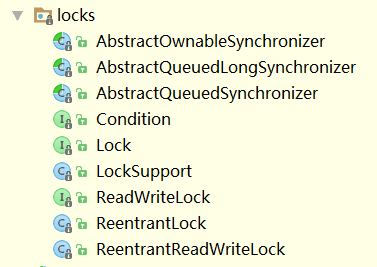 locks
AbstractOwnableSynchronizer
AbstractQueuedLongSynchronizer
AbstractQueuedSynchronizer
Condition
Lock
LockSupport
ReadWriteLock
ReentrantLock
ReentrantReadWriteLock